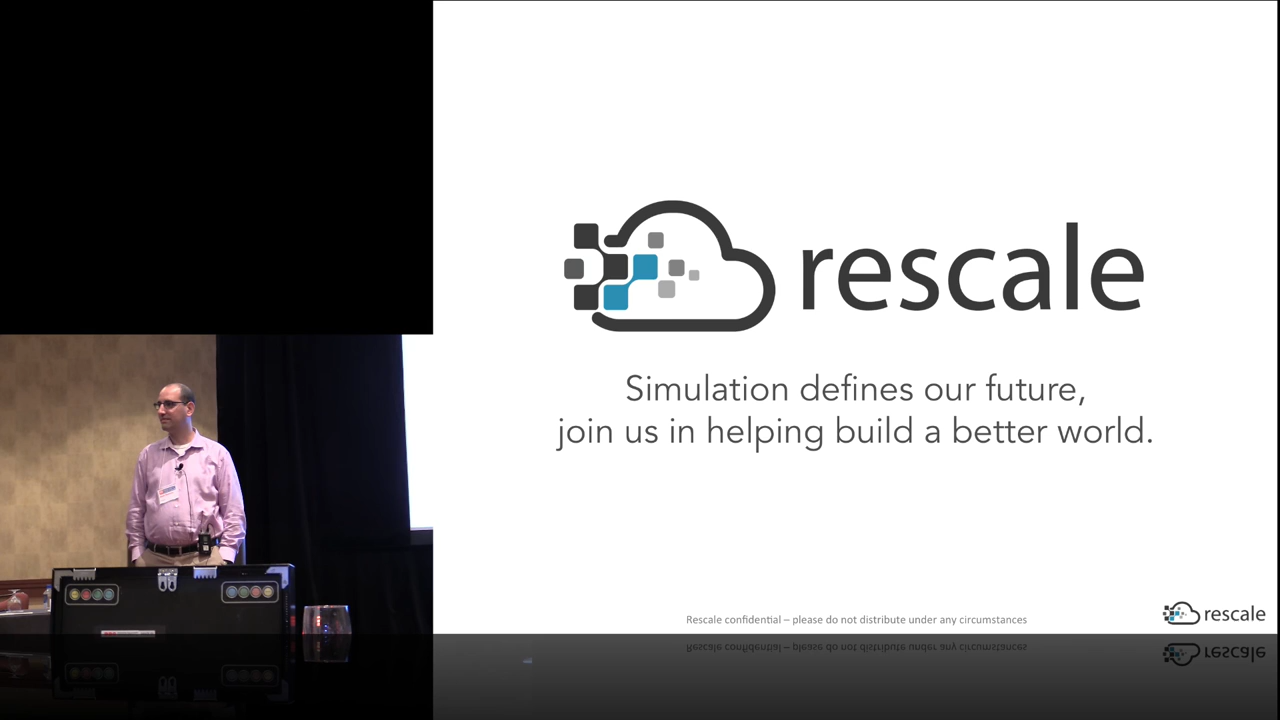 rescale
Simulation defines our future,
join us in helping build a better world.
Rescale confidential – please do not distribute under any circumstances
rescale